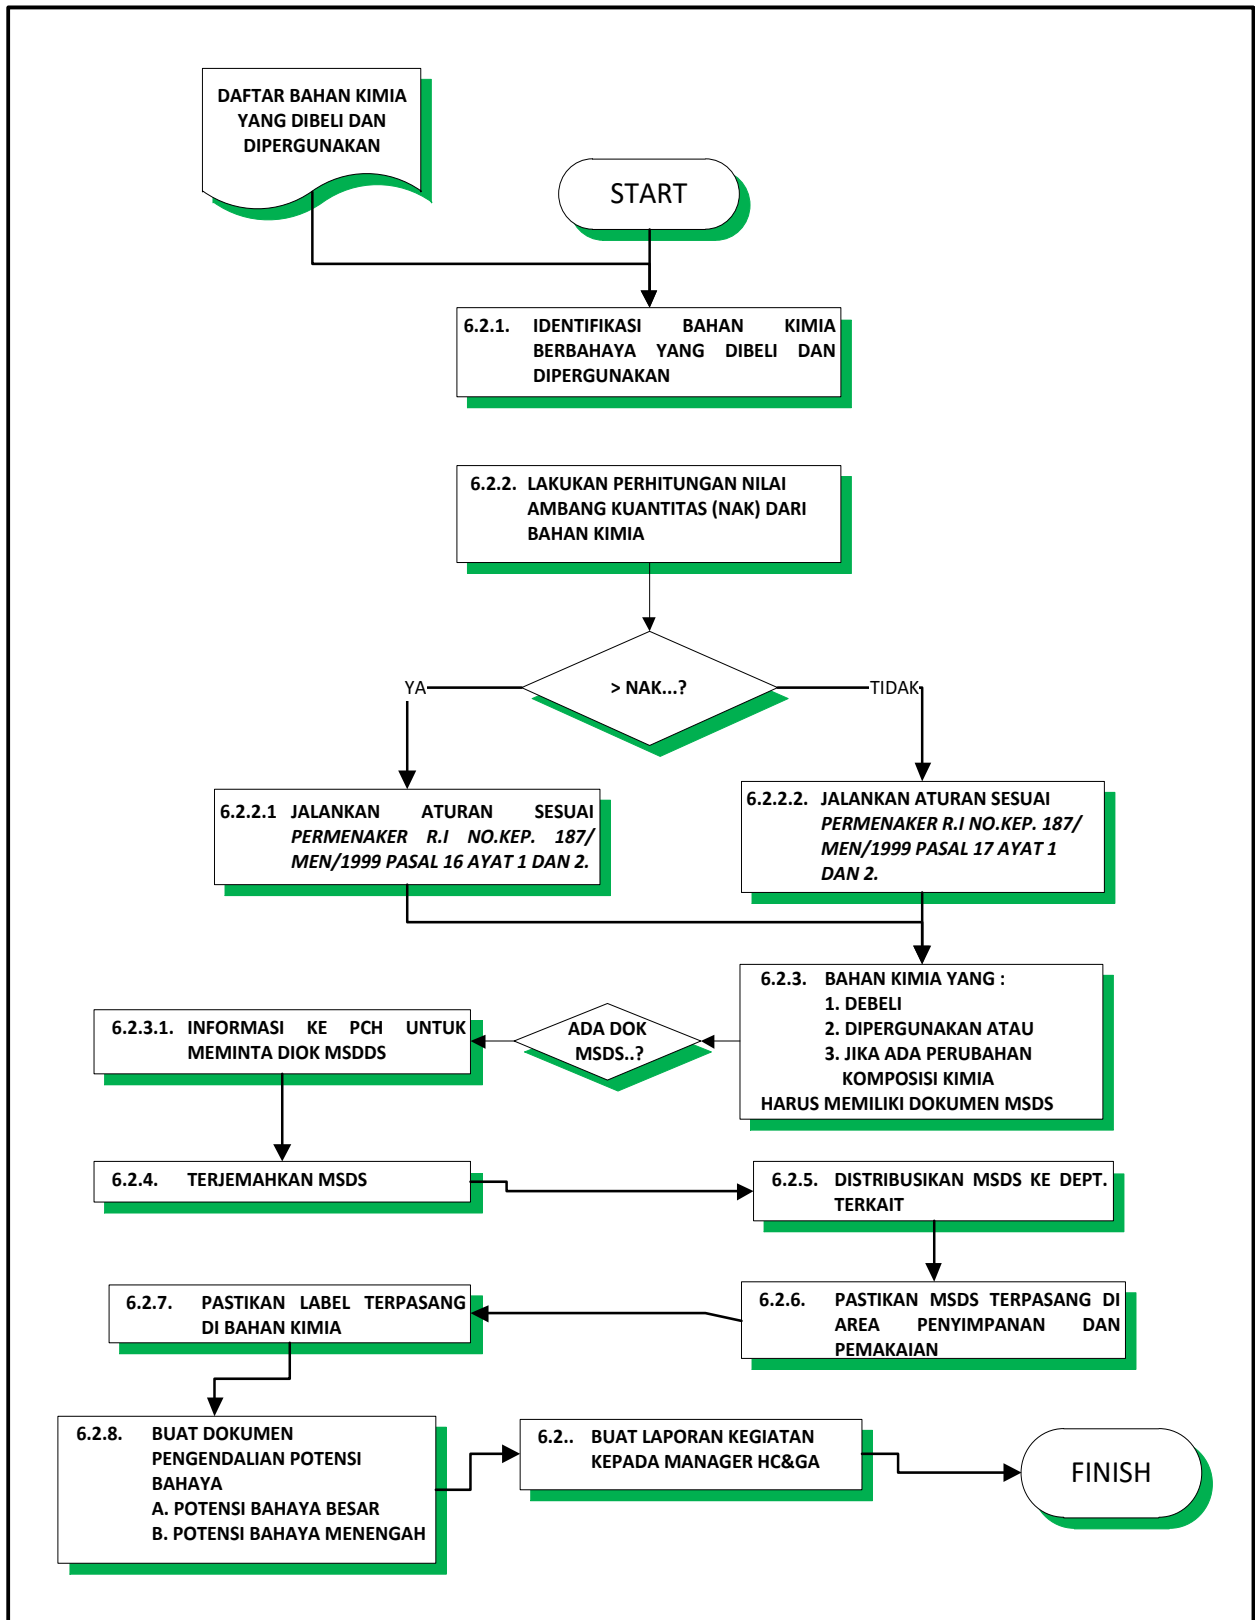 DAFTAR BAHAN KIMIA
YANG DIBELI DAN
DIPERGUNAKAN
START
6.2.1. IDENTIFIKASI BAHAN KIMIA
BERBAHAYA YANG DIBELI DAN
DIPERGUNAKAN
6.2.2. LAKUKAN PERHITUNGAN NILAI
AMBANG KUANTITAS (NAK) DARI
BAHAN KIMIA
> NAK...?
YA
TIDAK
6.2.2.1 JALANKAN ATURAN SESUAI
PERMENAKER R.I NO.KEP. 187/
MEN/1999 PASAL 16 AYAT 1 DAN 2.
6.2.2.2. JALANKAN ATURAN SESUAI
PERMENAKER R.I NO.KEP. 187/
MEN/1999 PASAL 17 AYAT 1
DAN 2.
6.2.3. BAHAN KIMIA YANG :
1. DEBELI
2. DIPERGUNAKAN ATAU
3. JIKA ADA PERUBAHAN
KOMPOSISI KIMIA
HARUS MEMILIKI DOKUMEN MSDS
ADA DOK
MSDS..?
6.2.3.1. INFORMASI KE PCH UNTUK
MEMINTA DIOK MSDDS
6.2.4. TERJEMAHKAN MSDS
6.2.5. DISTRIBUSIKAN MSDS KE DEPT.
TERKAIT
6.2.6. PASTIKAN MSDS TERPASANG DI
AREA PENYIMPANAN DAN
PEMAKAIAN
6.2.7. PASTIKAN LABEL TERPASANG
DI BAHAN KIMIA
6.2.8. BUAT DOKUMEN
PENGENDALIAN POTENSI
BAHAYA
A. POTENSI BAHAYA BESAR
B. POTENSI BAHAYA MENENGAH
6.2.. BUAT LAPORAN KEGIATAN
KEPADA MANAGER HC&GA
FINISH